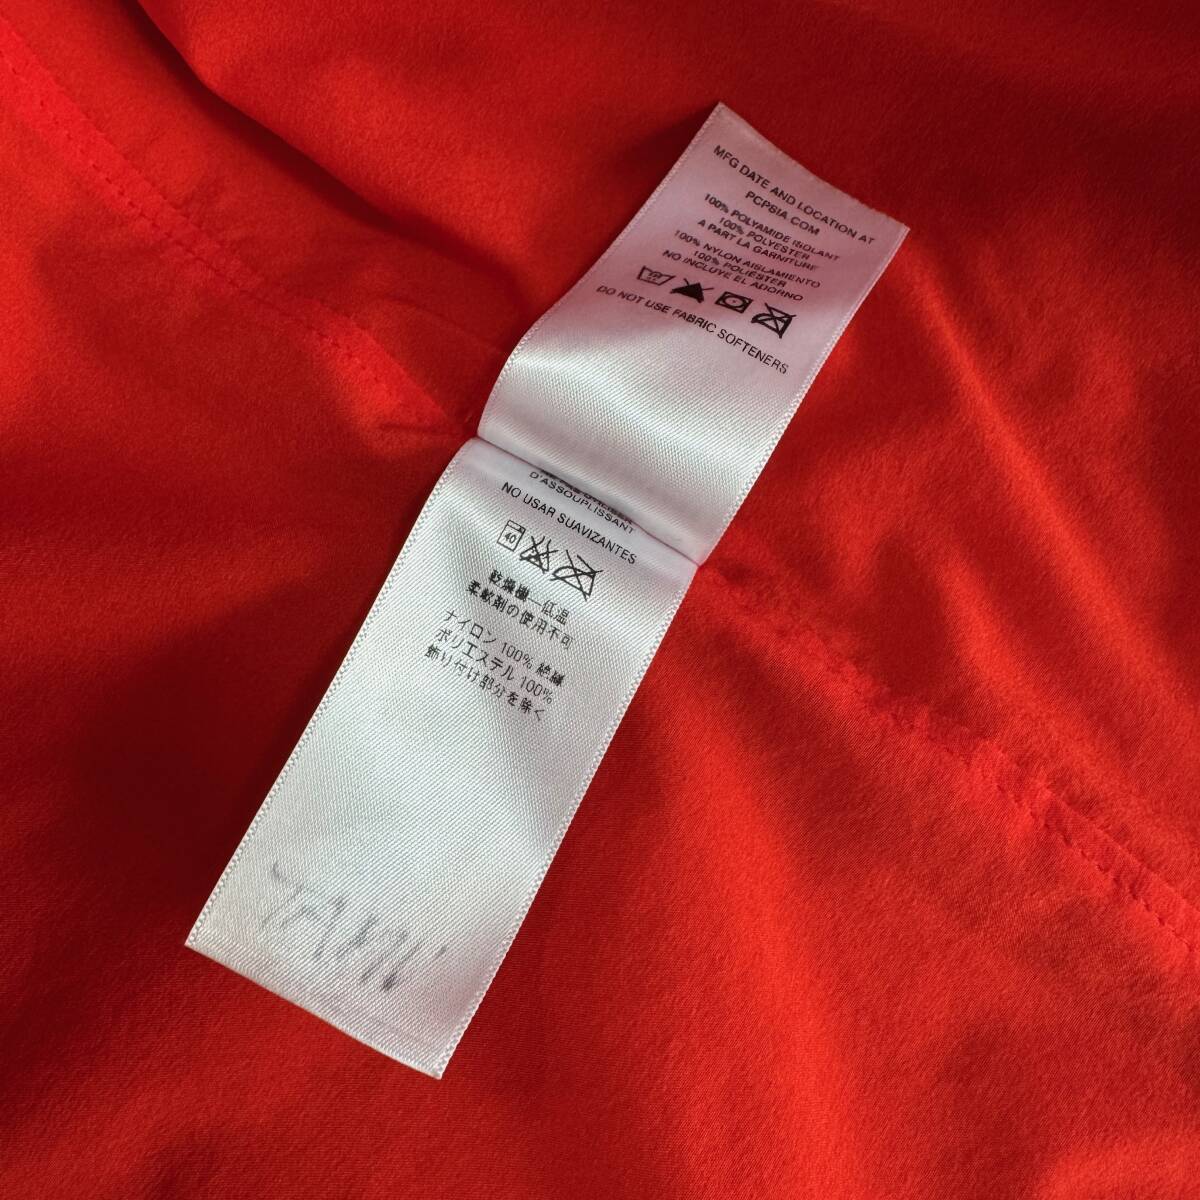 MFG DATE AND LOCATION AT
PCPSIA.COM
100% POLYAMIDE ISOLANT
100% POLYESTER
A PART LA GARNITURE
100% NYLON AISLAMIENTO
100% POLIÉSTER
NO INCLUYE EL ADORNO
DO NOT USE FABRIC SOFTENERS
D'ASSOUPLISSANT
NO USAR SUAVIZANTES
40
乾燥機—低温
柔軟剤の使用不可
ナイロン 100% 絶縁
ポリエステル 100%
飾り付け部分を除く